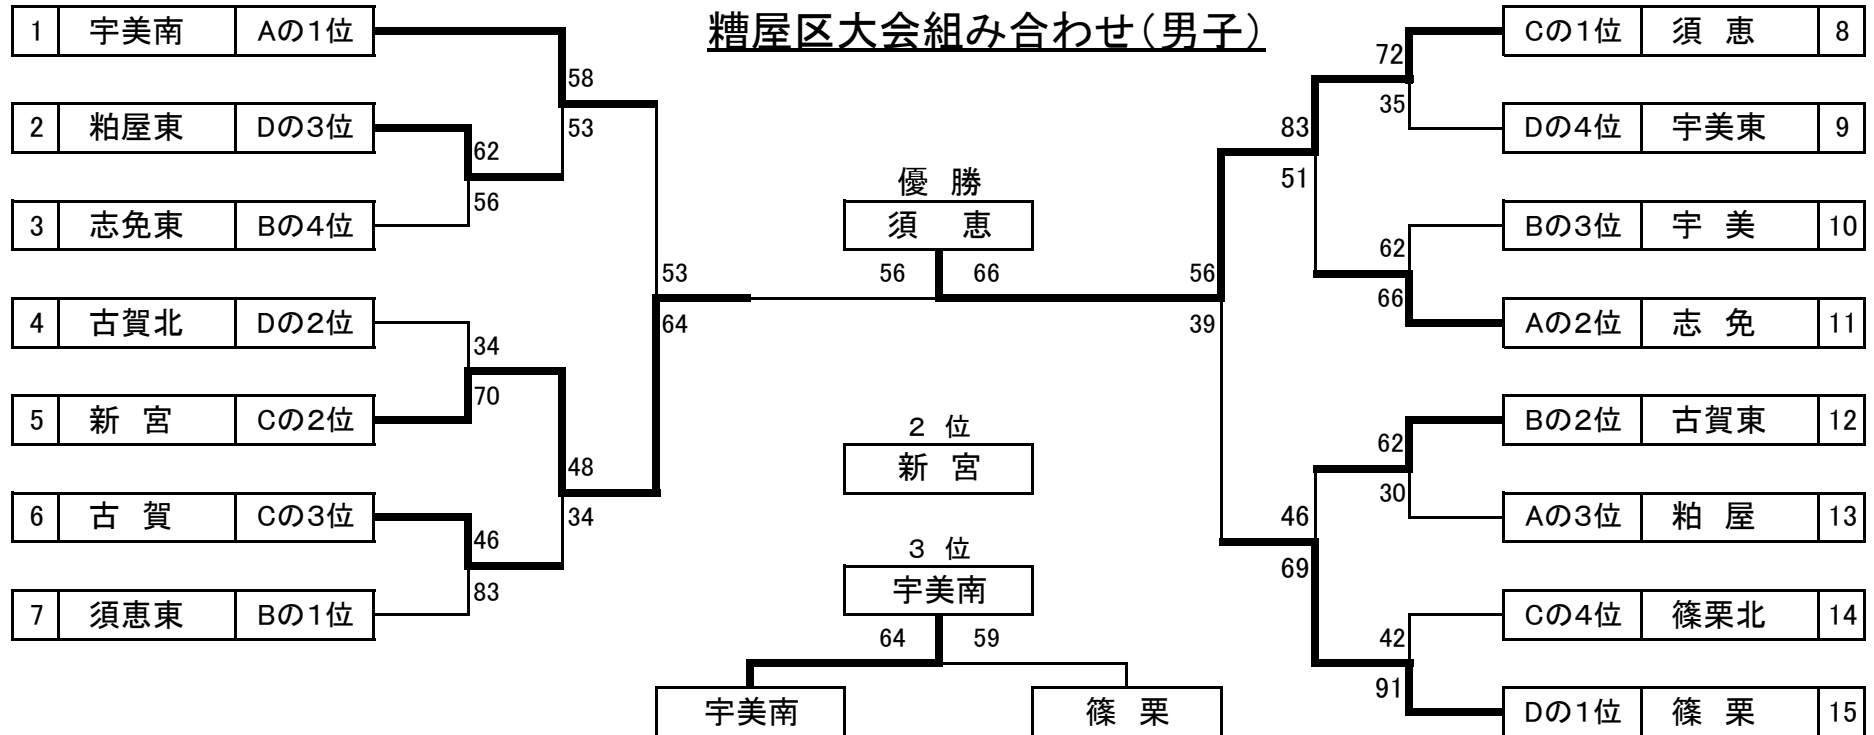 糟屋区大会組み合わせ（男子）
1 宇美南 Aの1位
58
53
2 粕屋東 Dの3位
62
56
3 志免東 Bの4位
53
64
4 古賀北 Dの2位
34
70
5 新 宮 Cの2位
48
34
6 古 賀 Cの3位
46
83
7 須恵東 Bの1位
優 勝
須 恵
56 66
2 位
新 宮
3 位
宇美南
64 59
宇美南 篠 栗
Cの1位 須 恵 8
72
35
Dの4位 宇美東 9
83
51
Bの3位 宇 美 10
62
66
Aの2位 志 免 11
56
39
Bの2位 古賀東 12
62
30
Aの3位 粕 屋 13
46
69
Cの4位 篠栗北 14
42
91
Dの1位 篠 栗 15